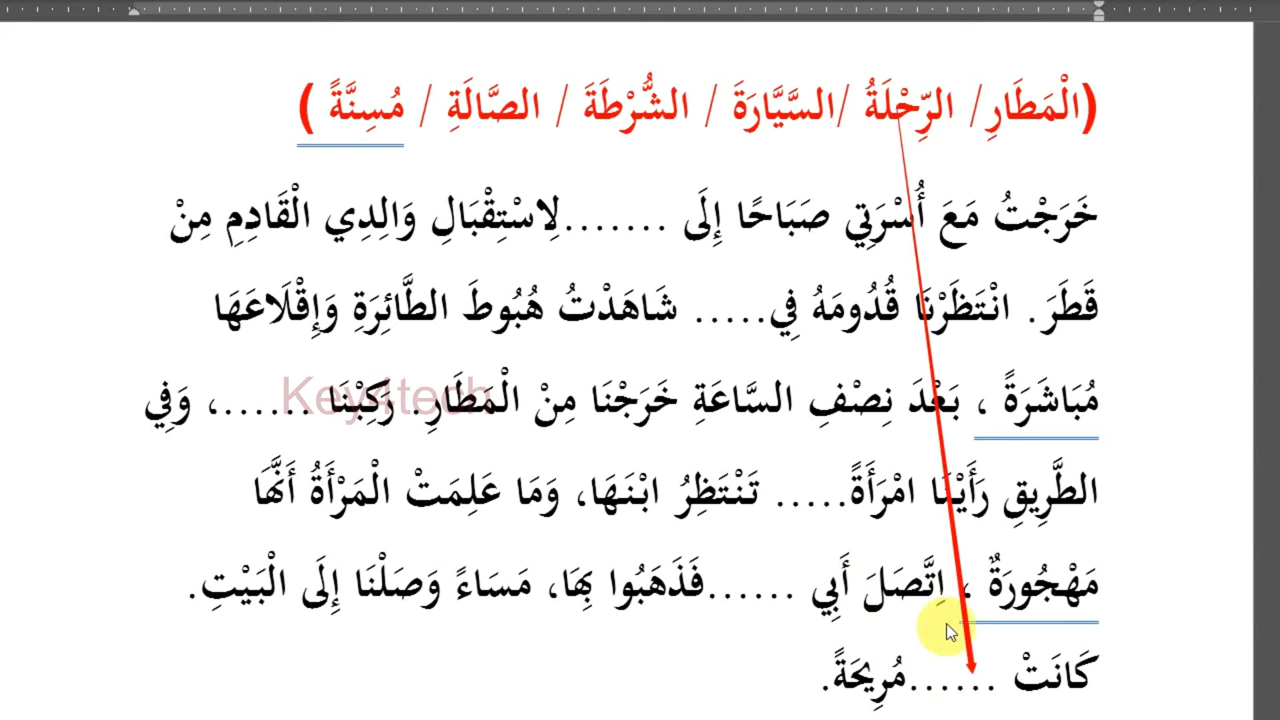 (الْمَطَارِ/ الرِّحْلَةُ /السَّيَّارَةَ / الشُّرْطَةَ / الصَّالَةِ / مُسِنَّةً )
خَرَجْتُ مَعَ أُسْرَتِي صَبَاحًا إِلَى .......لِاسْتِقْبَالِ وَالِدِي الْقَادِمِ مِنْ
قَطَرَ. انْتَظَرْنَا قُدُومَهُ فِي..... شَاهَدْتُ هُبُوطَ الطَّائِرَةِ وَإِقْلَاعَهَا
مُبَاشَرَةً ، بَعْدَ نِصْفِ السَّاعَةِ خَرَجْنَا مِنْ الْمَطَارِ. رَكِبْنَا ......، وَفِي
الطَّرِيقِ رَأَيْنَا امْرَأَةً..... تَنْتَظِرُ ابْنَهَا، وَمَا عَلِمَتْ الْمَرْأَةُ أَنَّهَا
مَهْجُورَةٌ ، اِتَّصَلَ أَبِي ......فَذَهَبُوا بِهَا، مَسَاءً وَصَلْنَا إِلَى الْبَيْتِ.
كَانَتْ ......مُرِيحَةً.
Key4tech